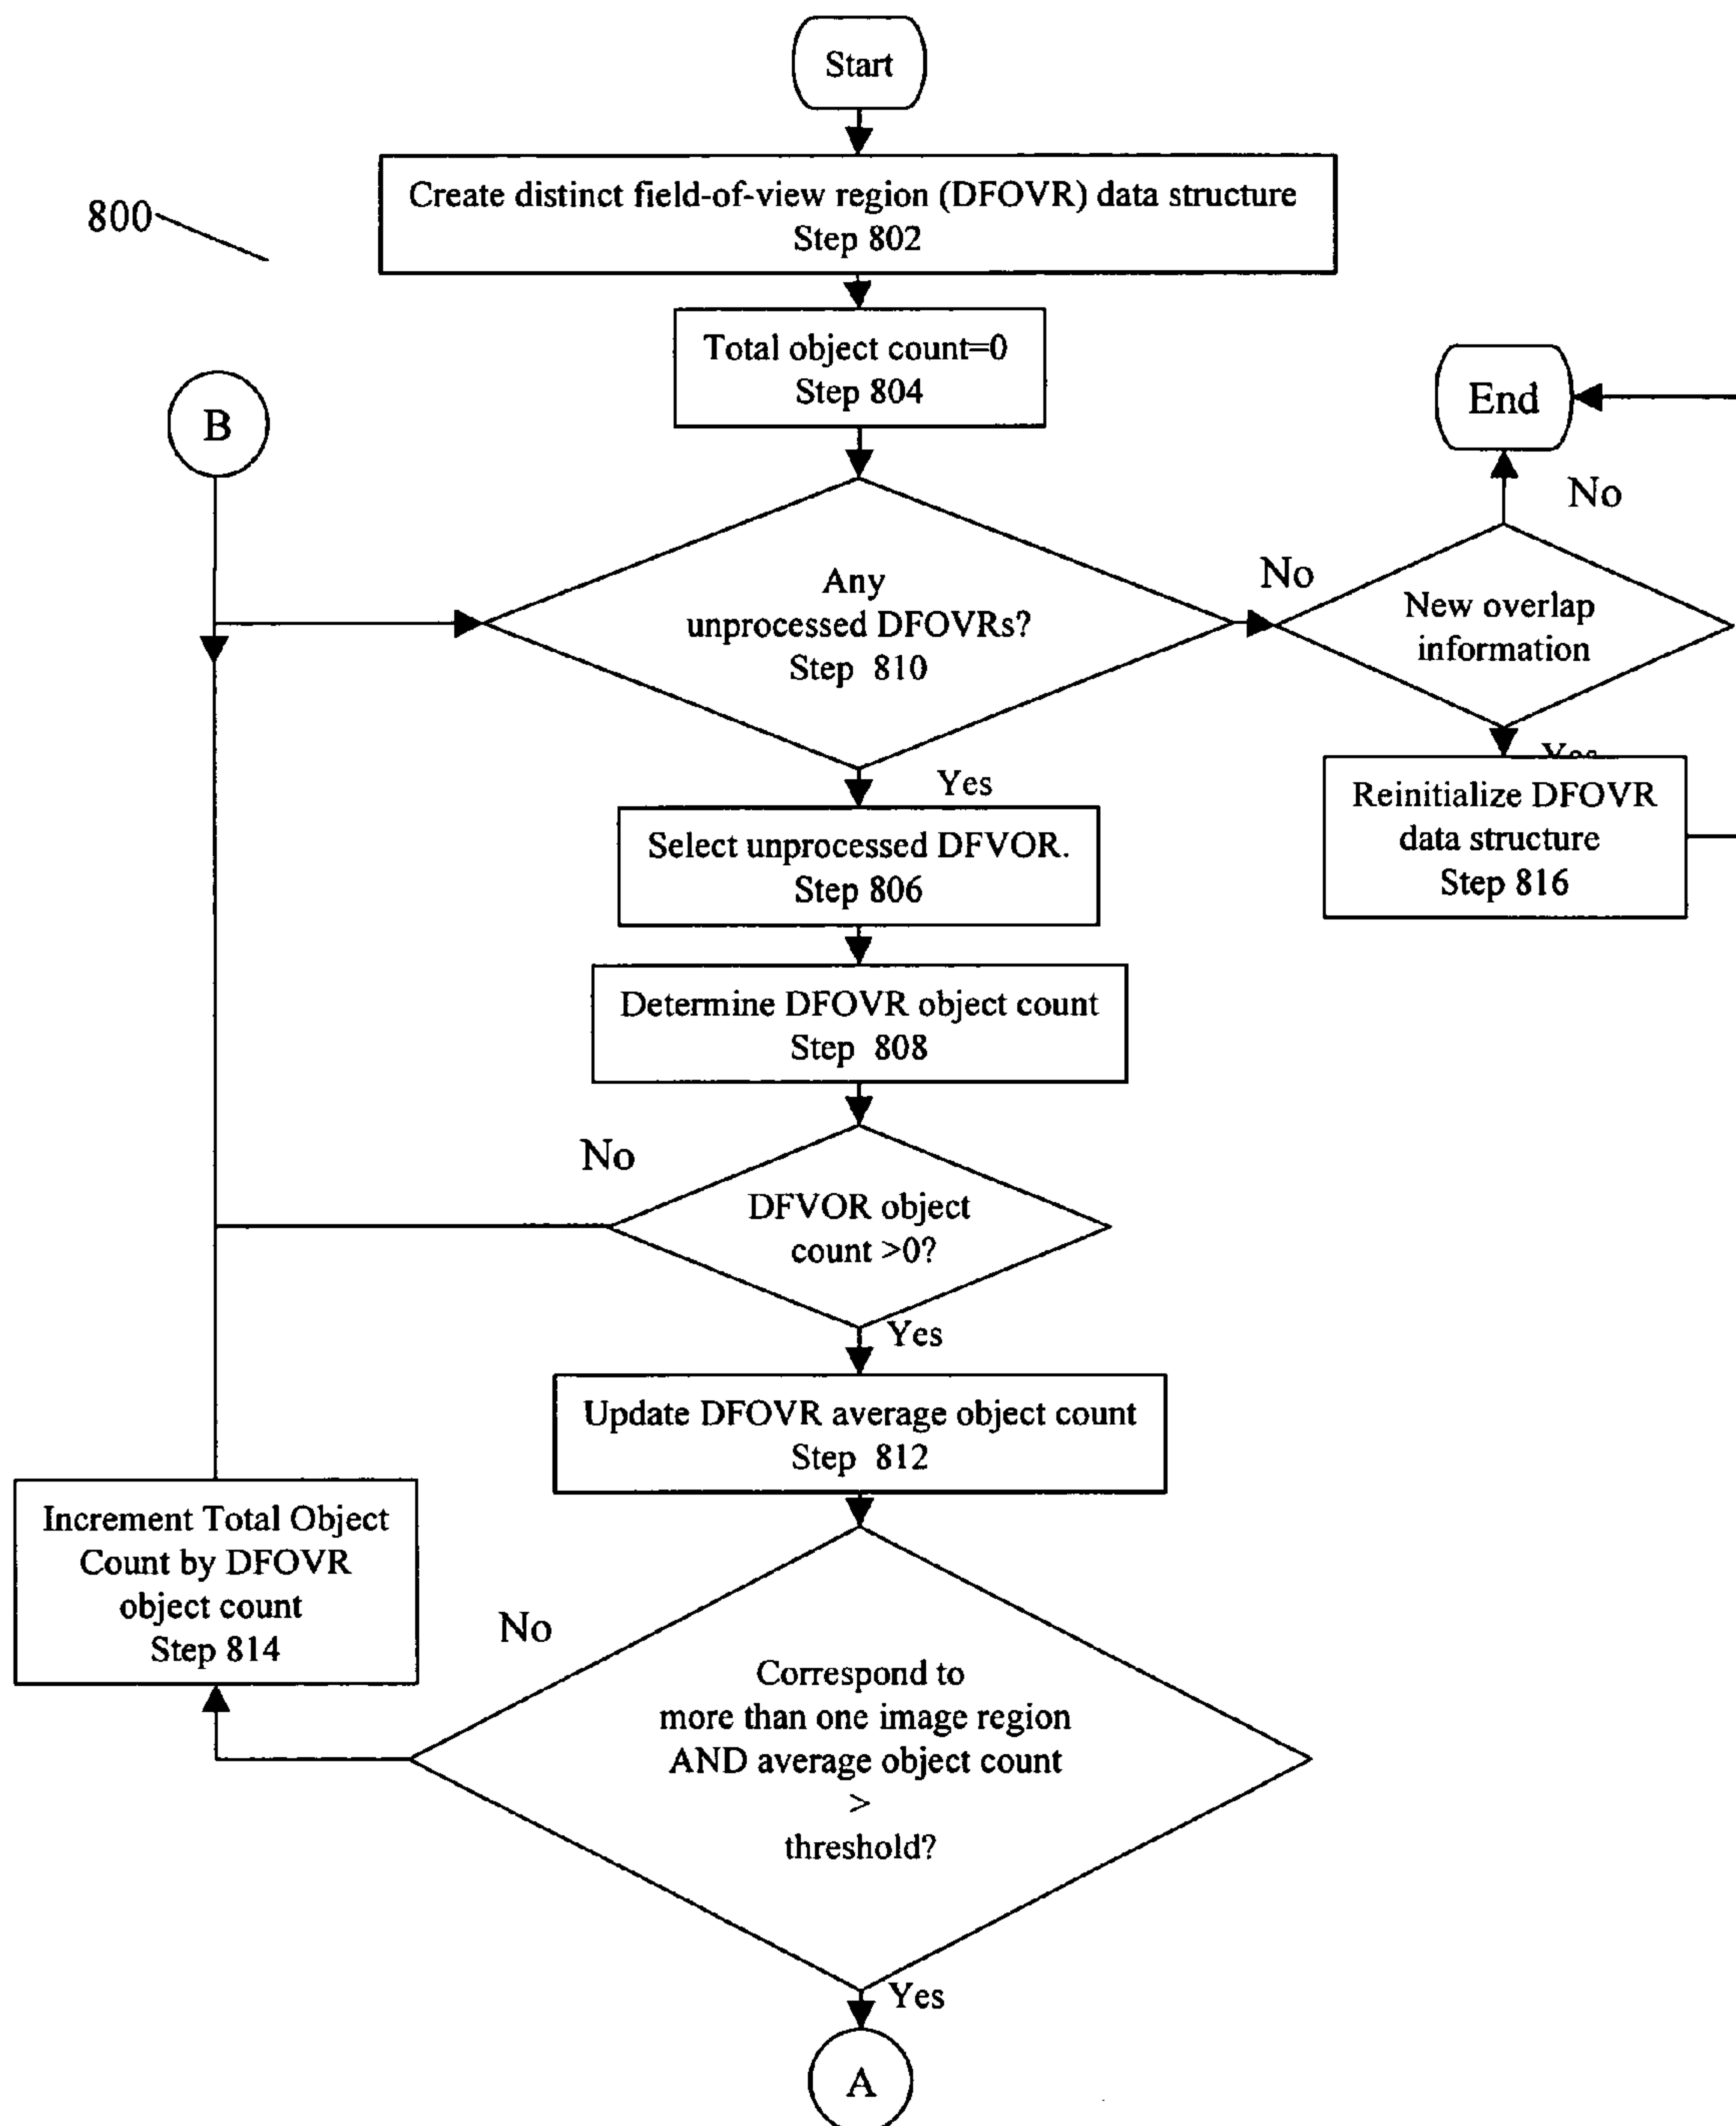 Start
Create distinct field-of-view region (DFOVR) data structure
Step 802
800
Total object count=0
Step 804
B
End
No
Any
unprocessed DFOVRs?
Step 810
No
New overlap
information
Yes
Yes
Select unprocessed DFVOR.
Step 806
Reinitialize DFOVR
data structure
Step 816
Determine DFOVR object count
Step 808
No
DFVOR object
count >0?
Yes
Update DFOVR average object count
Step 812
Increment Total Object
Count by DFOVR
object count
Step 814
No
Correspond to
more than one image region
AND average object count
>
threshold?
Yes
A